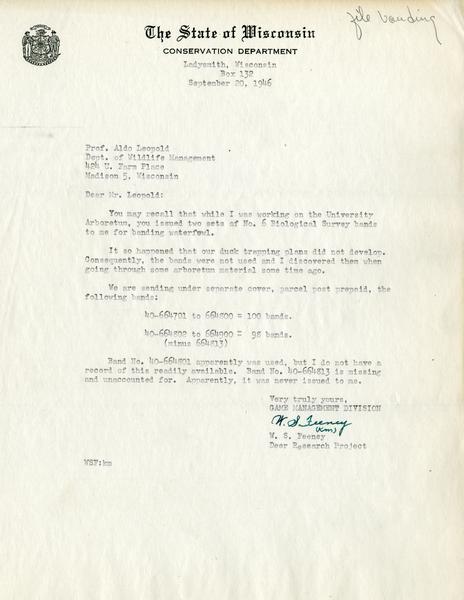 file banding
The State of Wisconsin
CONSERVATION DEPARTMENT
Ladysmith, Wisconsin
Box 132
September 20, 1946
Prof. Aldo Leopold
Dept. of Wildlife Management
424 U. Farm Place
Madison 5, Wisconsin
Dear Mr. Leopold:
You may recall that while I was working on the University
Arboretum, you issued two sets of No. 6 Biological Survey bands
to me for banding waterfowl.
It so happened that our duck trapping plans did not develop.
Consequently, the bands were not used and I discovered them when
going through some arboretum material some time ago.
We are sending under separate cover, parcel post prepaid, the
following bands:
40-664701 to 664800 = 100 bands.
40-664802 to 664900 = 98 bands.
(minus 664813)
Band No. 40-664801 apparently was used, but I do not have a
record of this readily available. Band No. 40-664813 is missing
and unaccounted for. Apparently, it was never issued to me.
Very truly yours,
GAME MANAGEMENT DIVISION
W. S. Feeney
(KM)
W. S. Feeney
Deer Research Project
WSF:km